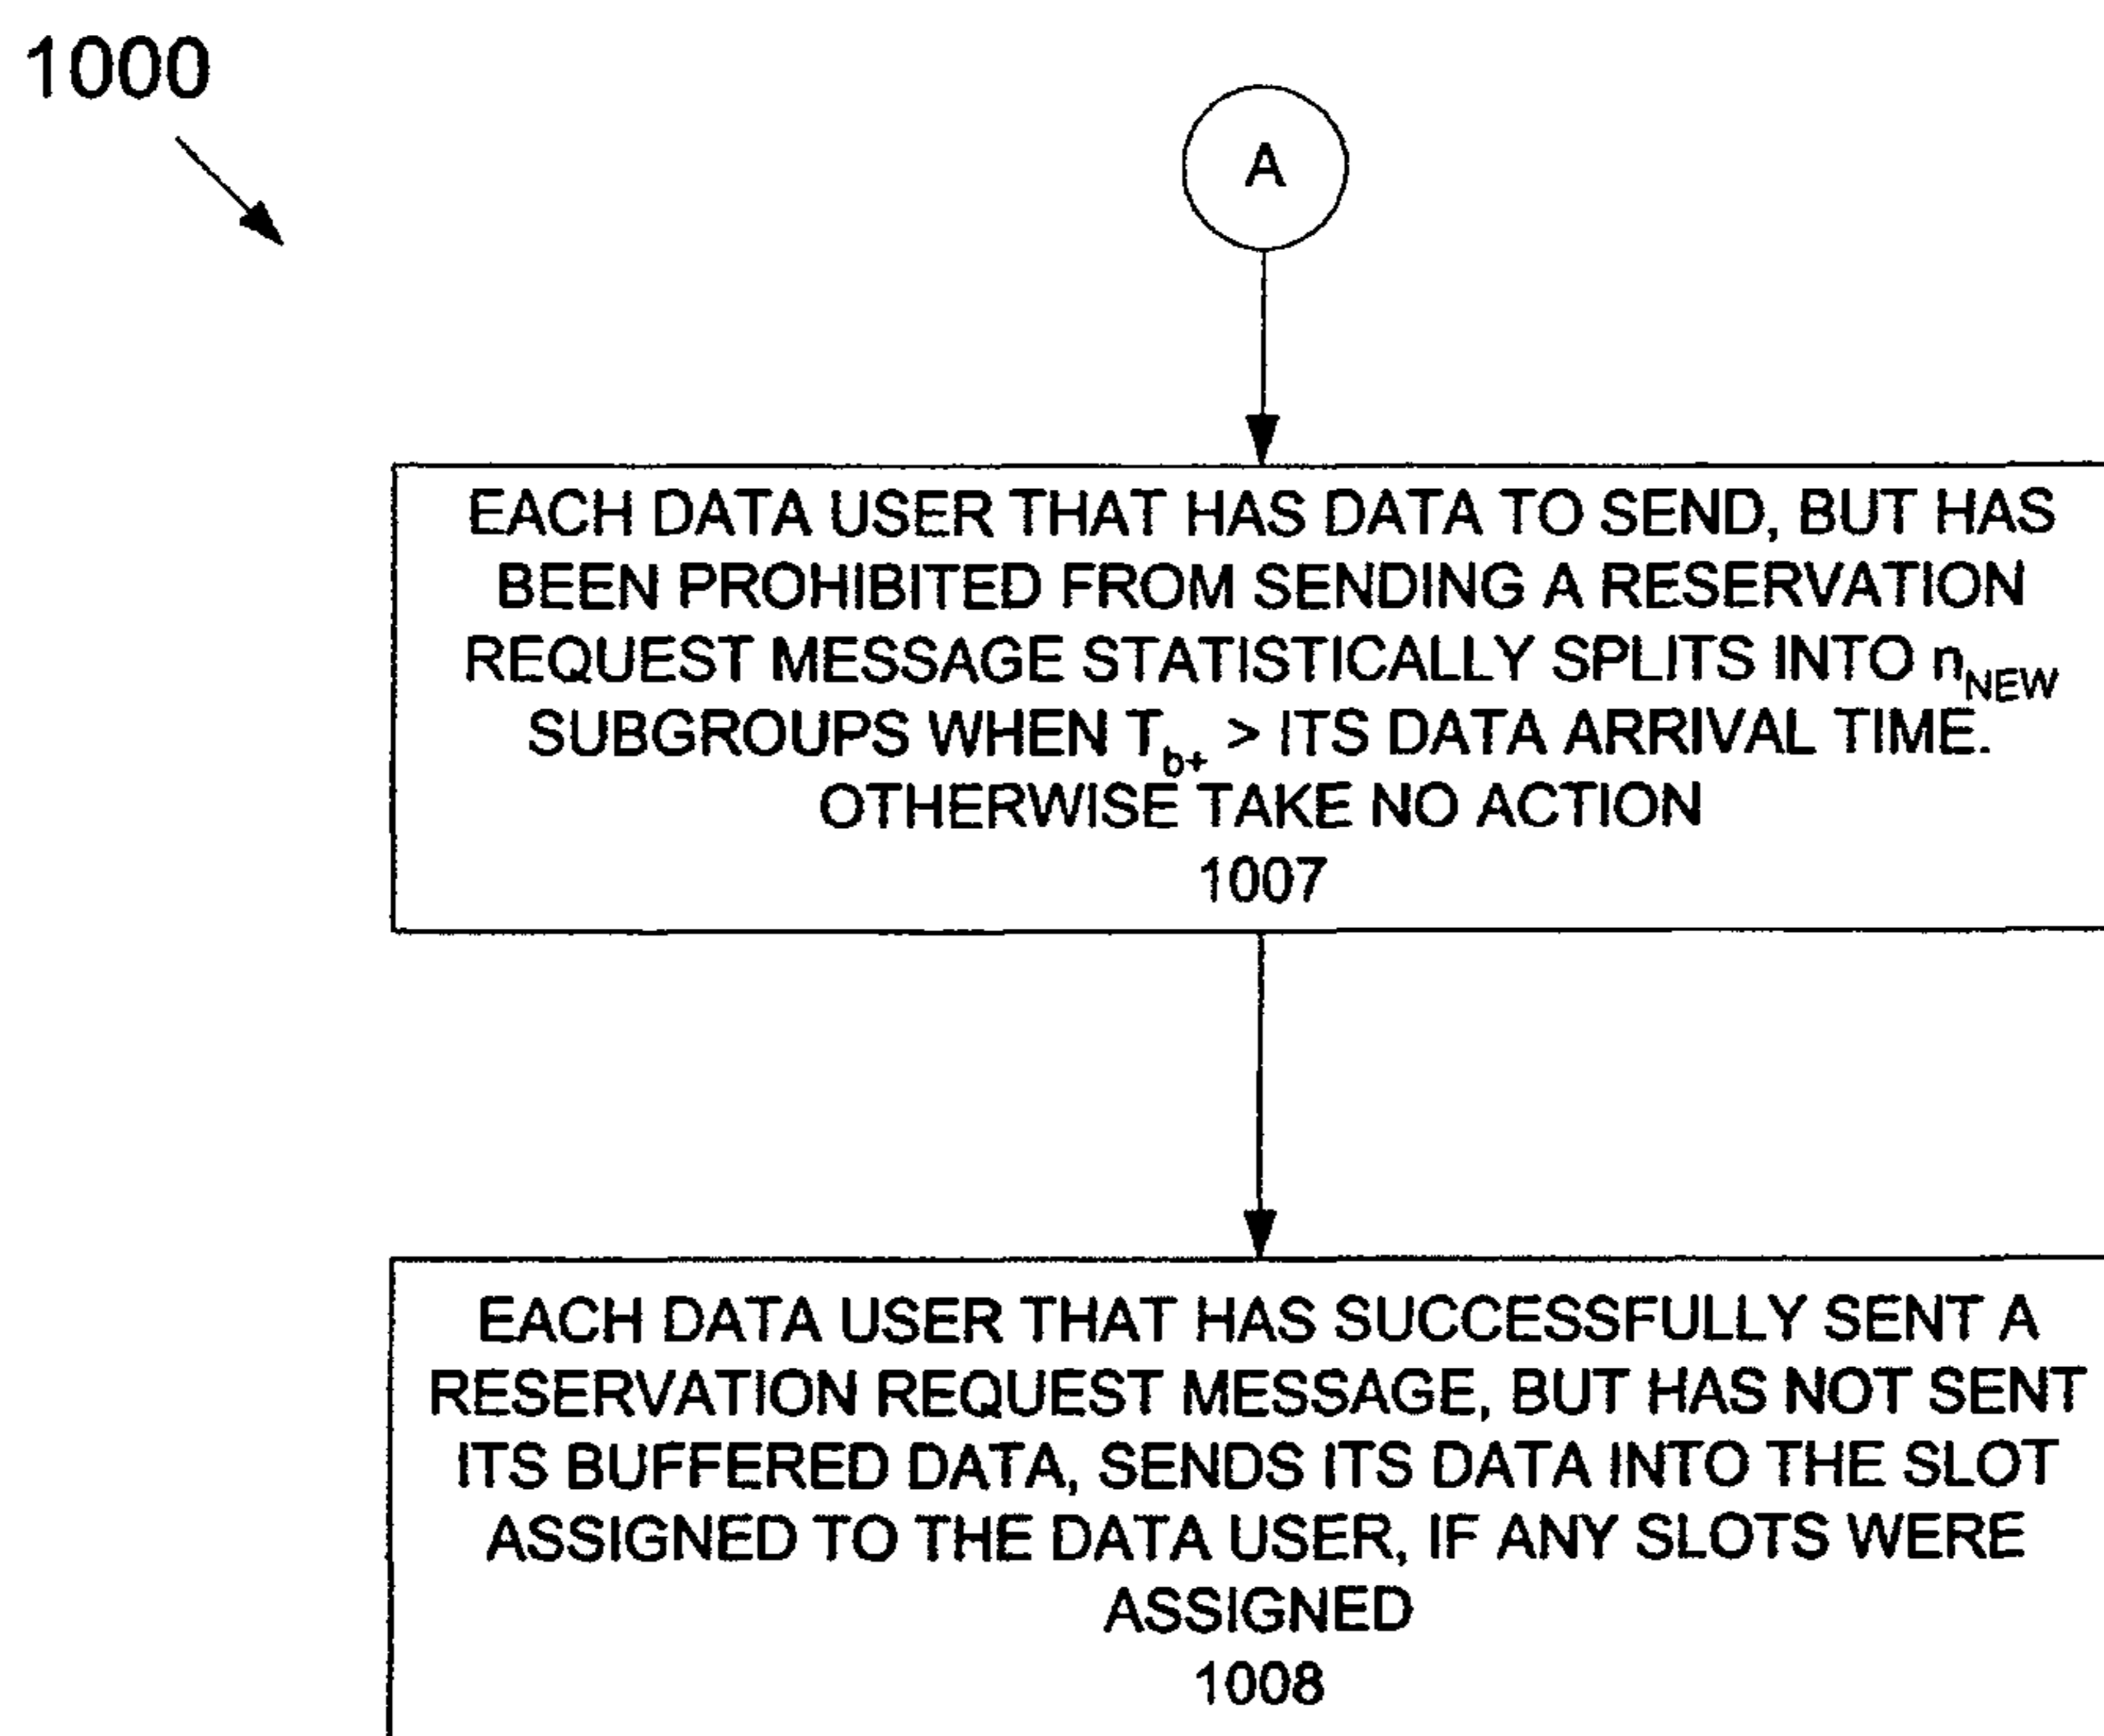 1000
A
EACH DATA USER THAT HAS DATA TO SEND, BUT HAS
BEEN PROHIBITED FROM SENDING A RESERVATION
REQUEST MESSAGE STATISTICALLY SPLITS INTO nNEW
SUBGROUPS WHEN Tb+ > ITS DATA ARRIVAL TIME.
OTHERWISE TAKE NO ACTION
1007
EACH DATA USER THAT HAS SUCCESSFULLY SENT A
RESERVATION REQUEST MESSAGE, BUT HAS NOT SENT
ITS BUFFERED DATA, SENDS ITS DATA INTO THE SLOT
ASSIGNED TO THE DATA USER, IF ANY SLOTS WERE
ASSIGNED
1008